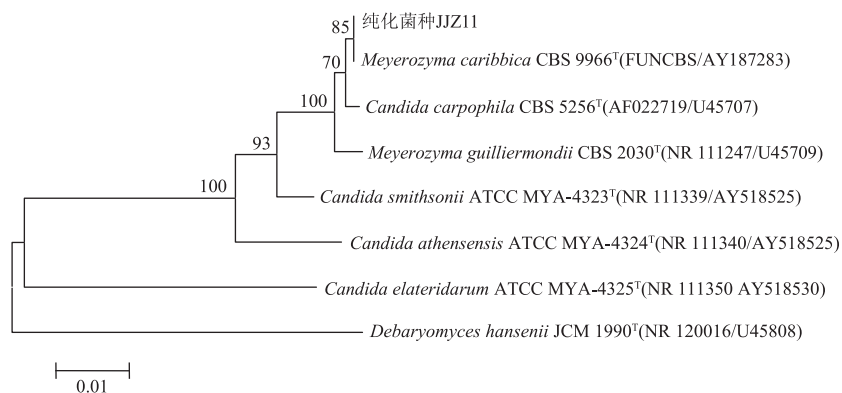 纯化菌种JJZ11
85
Meyerozyma caribbica CBS 9966ᵀ(FUNCBS/AY187283)
70
Candida carpophila CBS 5256ᵀ(AF022719/U45707)
100
Meyerozyma guilliermondii CBS 2030ᵀ(NR 111247/U45709)
93
Candida smithsonii ATCC MYA-4323ᵀ(NR 111339/AY518525)
100
Candida athensensis ATCC MYA-4324ᵀ(NR 111340/AY518525)
Candida elateridarum ATCC MYA-4325ᵀ(NR 111350 AY518530)
Debaryomyces hansenii JCM 1990ᵀ(NR 120016/U45808)
0.01